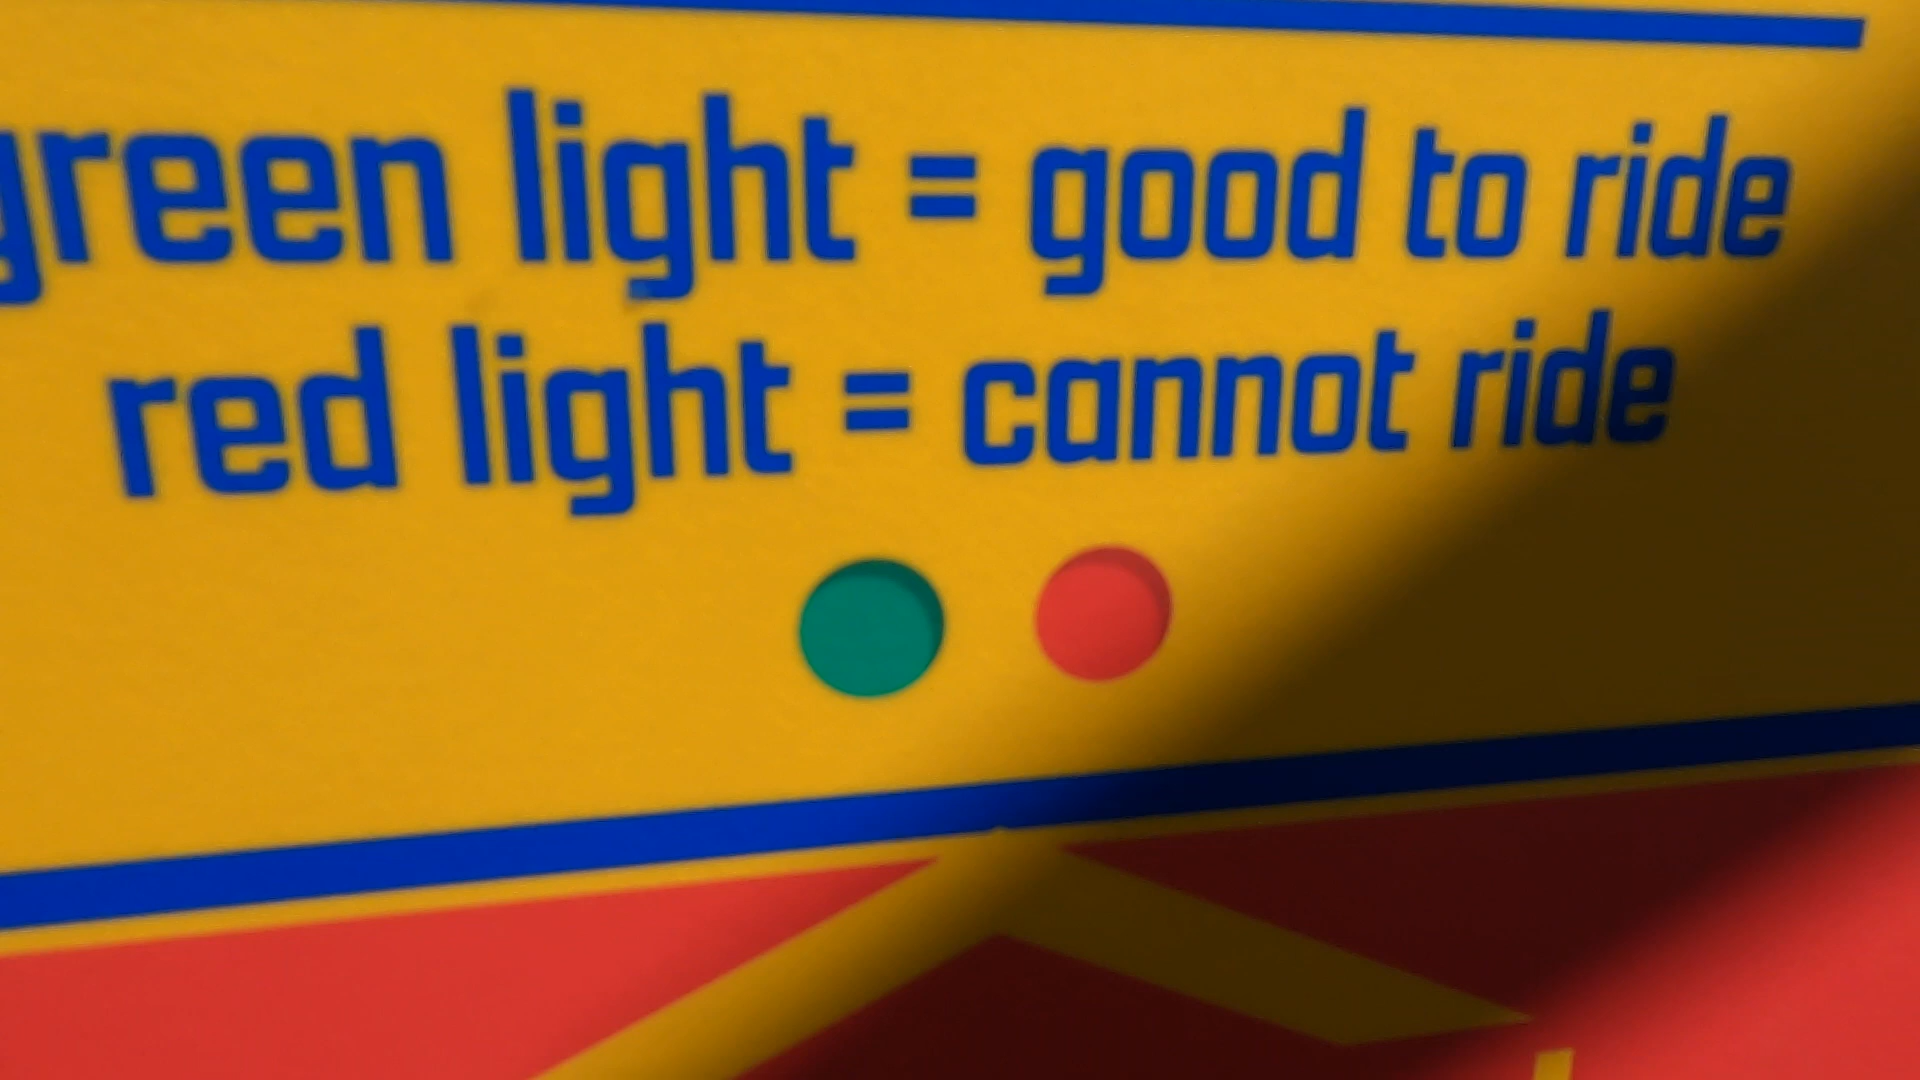 green light = good to ride
red light = cannot ride